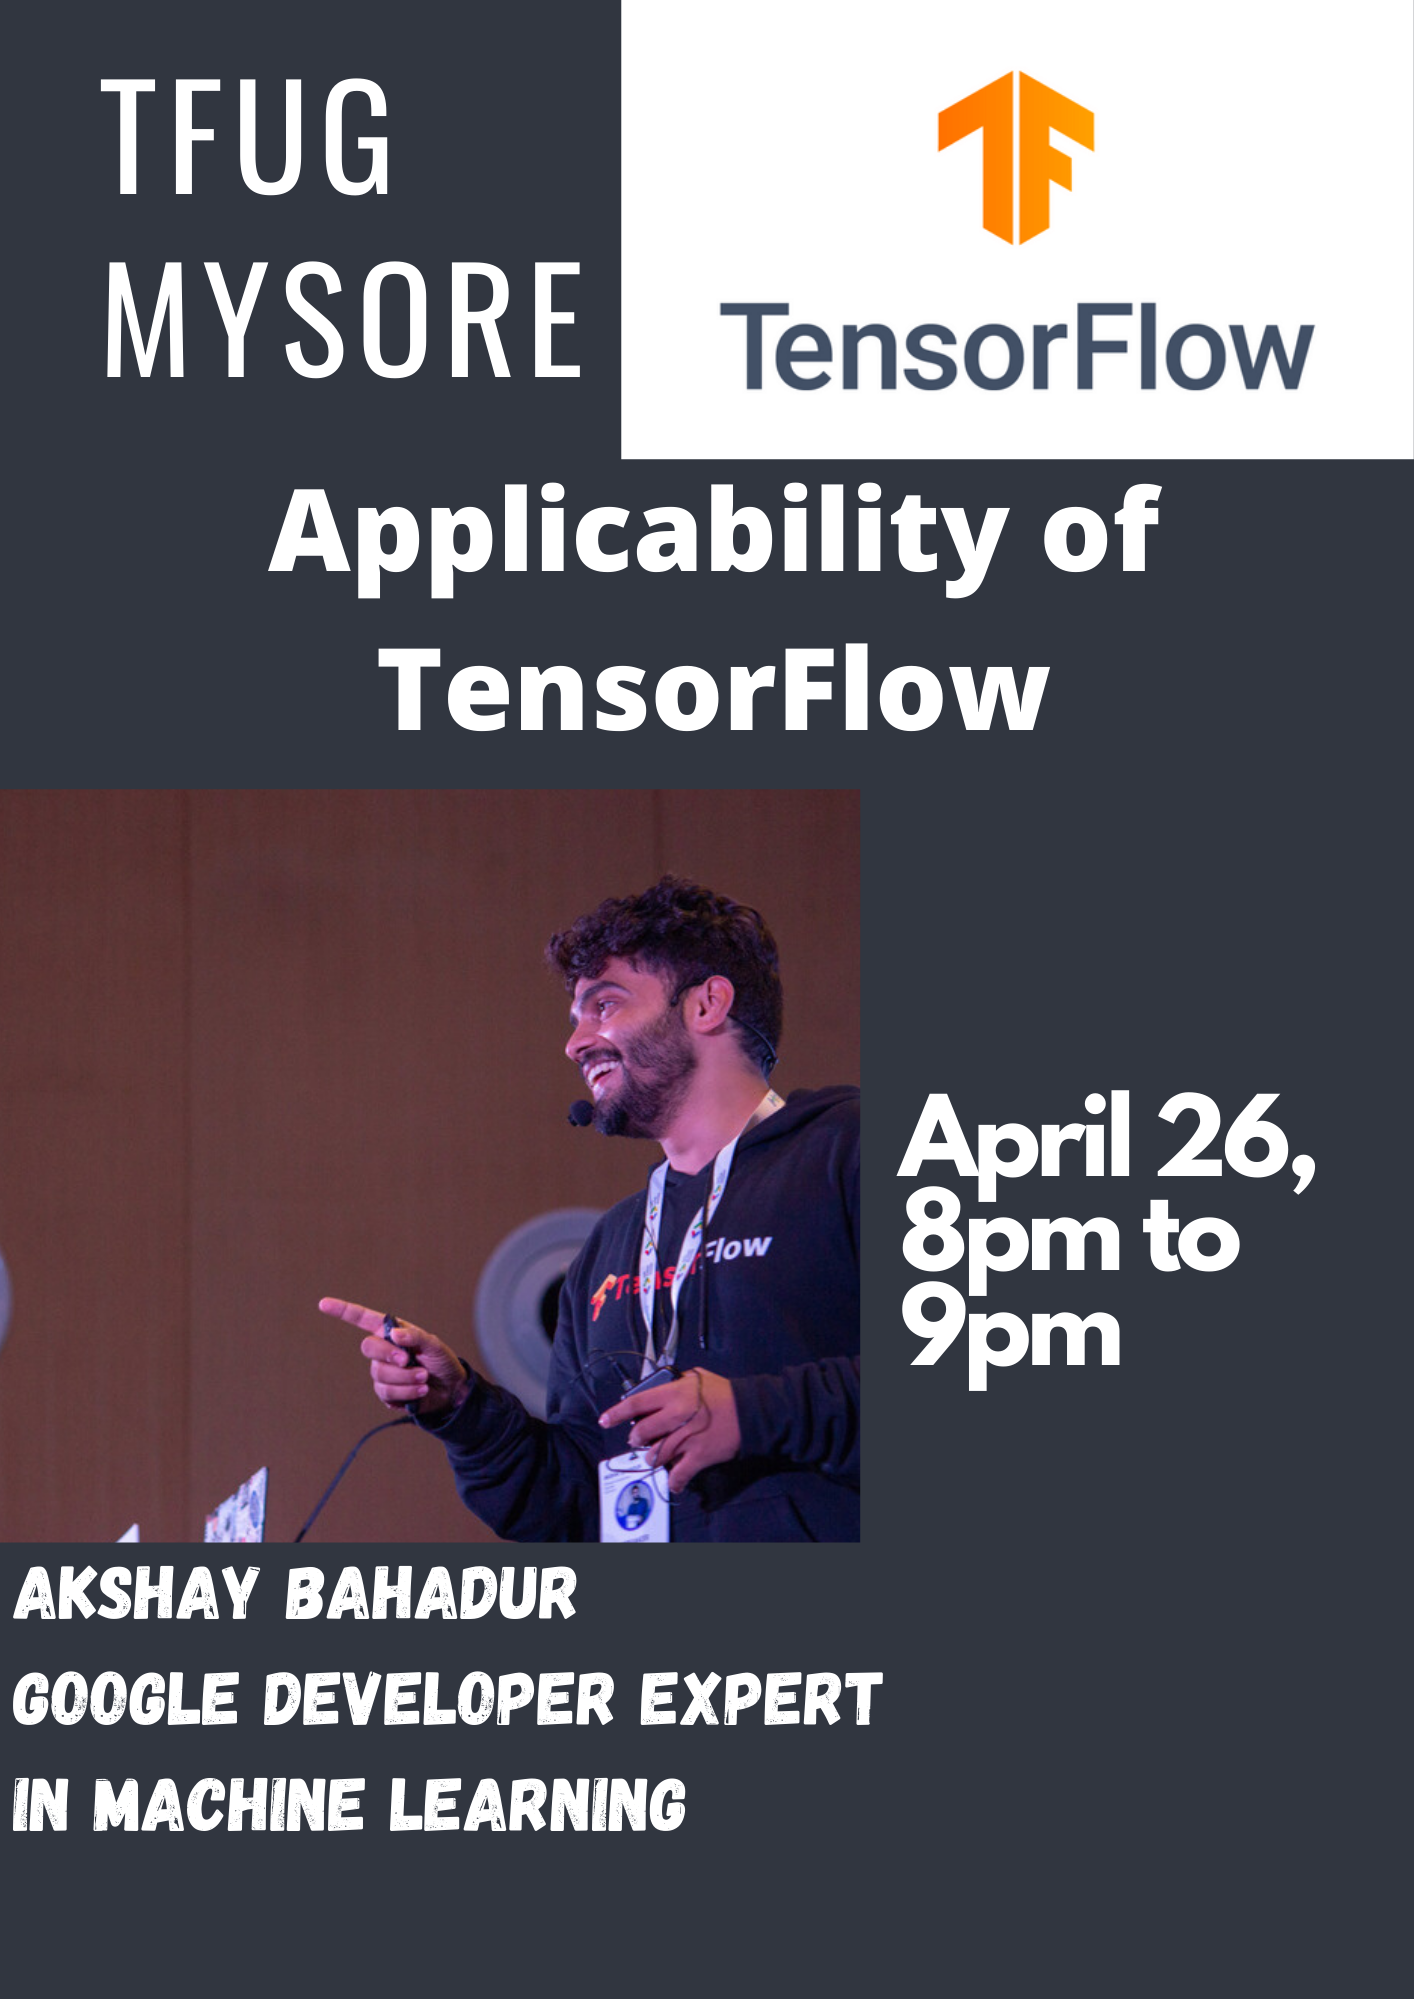 TFUG
MYSORE
TensorFlow
Applicability of
TensorFlow
TensorFlow
April 26,
8pm to
9pm
AKSHAY BAHADUR
GOOGLE DEVELOPER EXPERT
IN MACHINE LEARNING